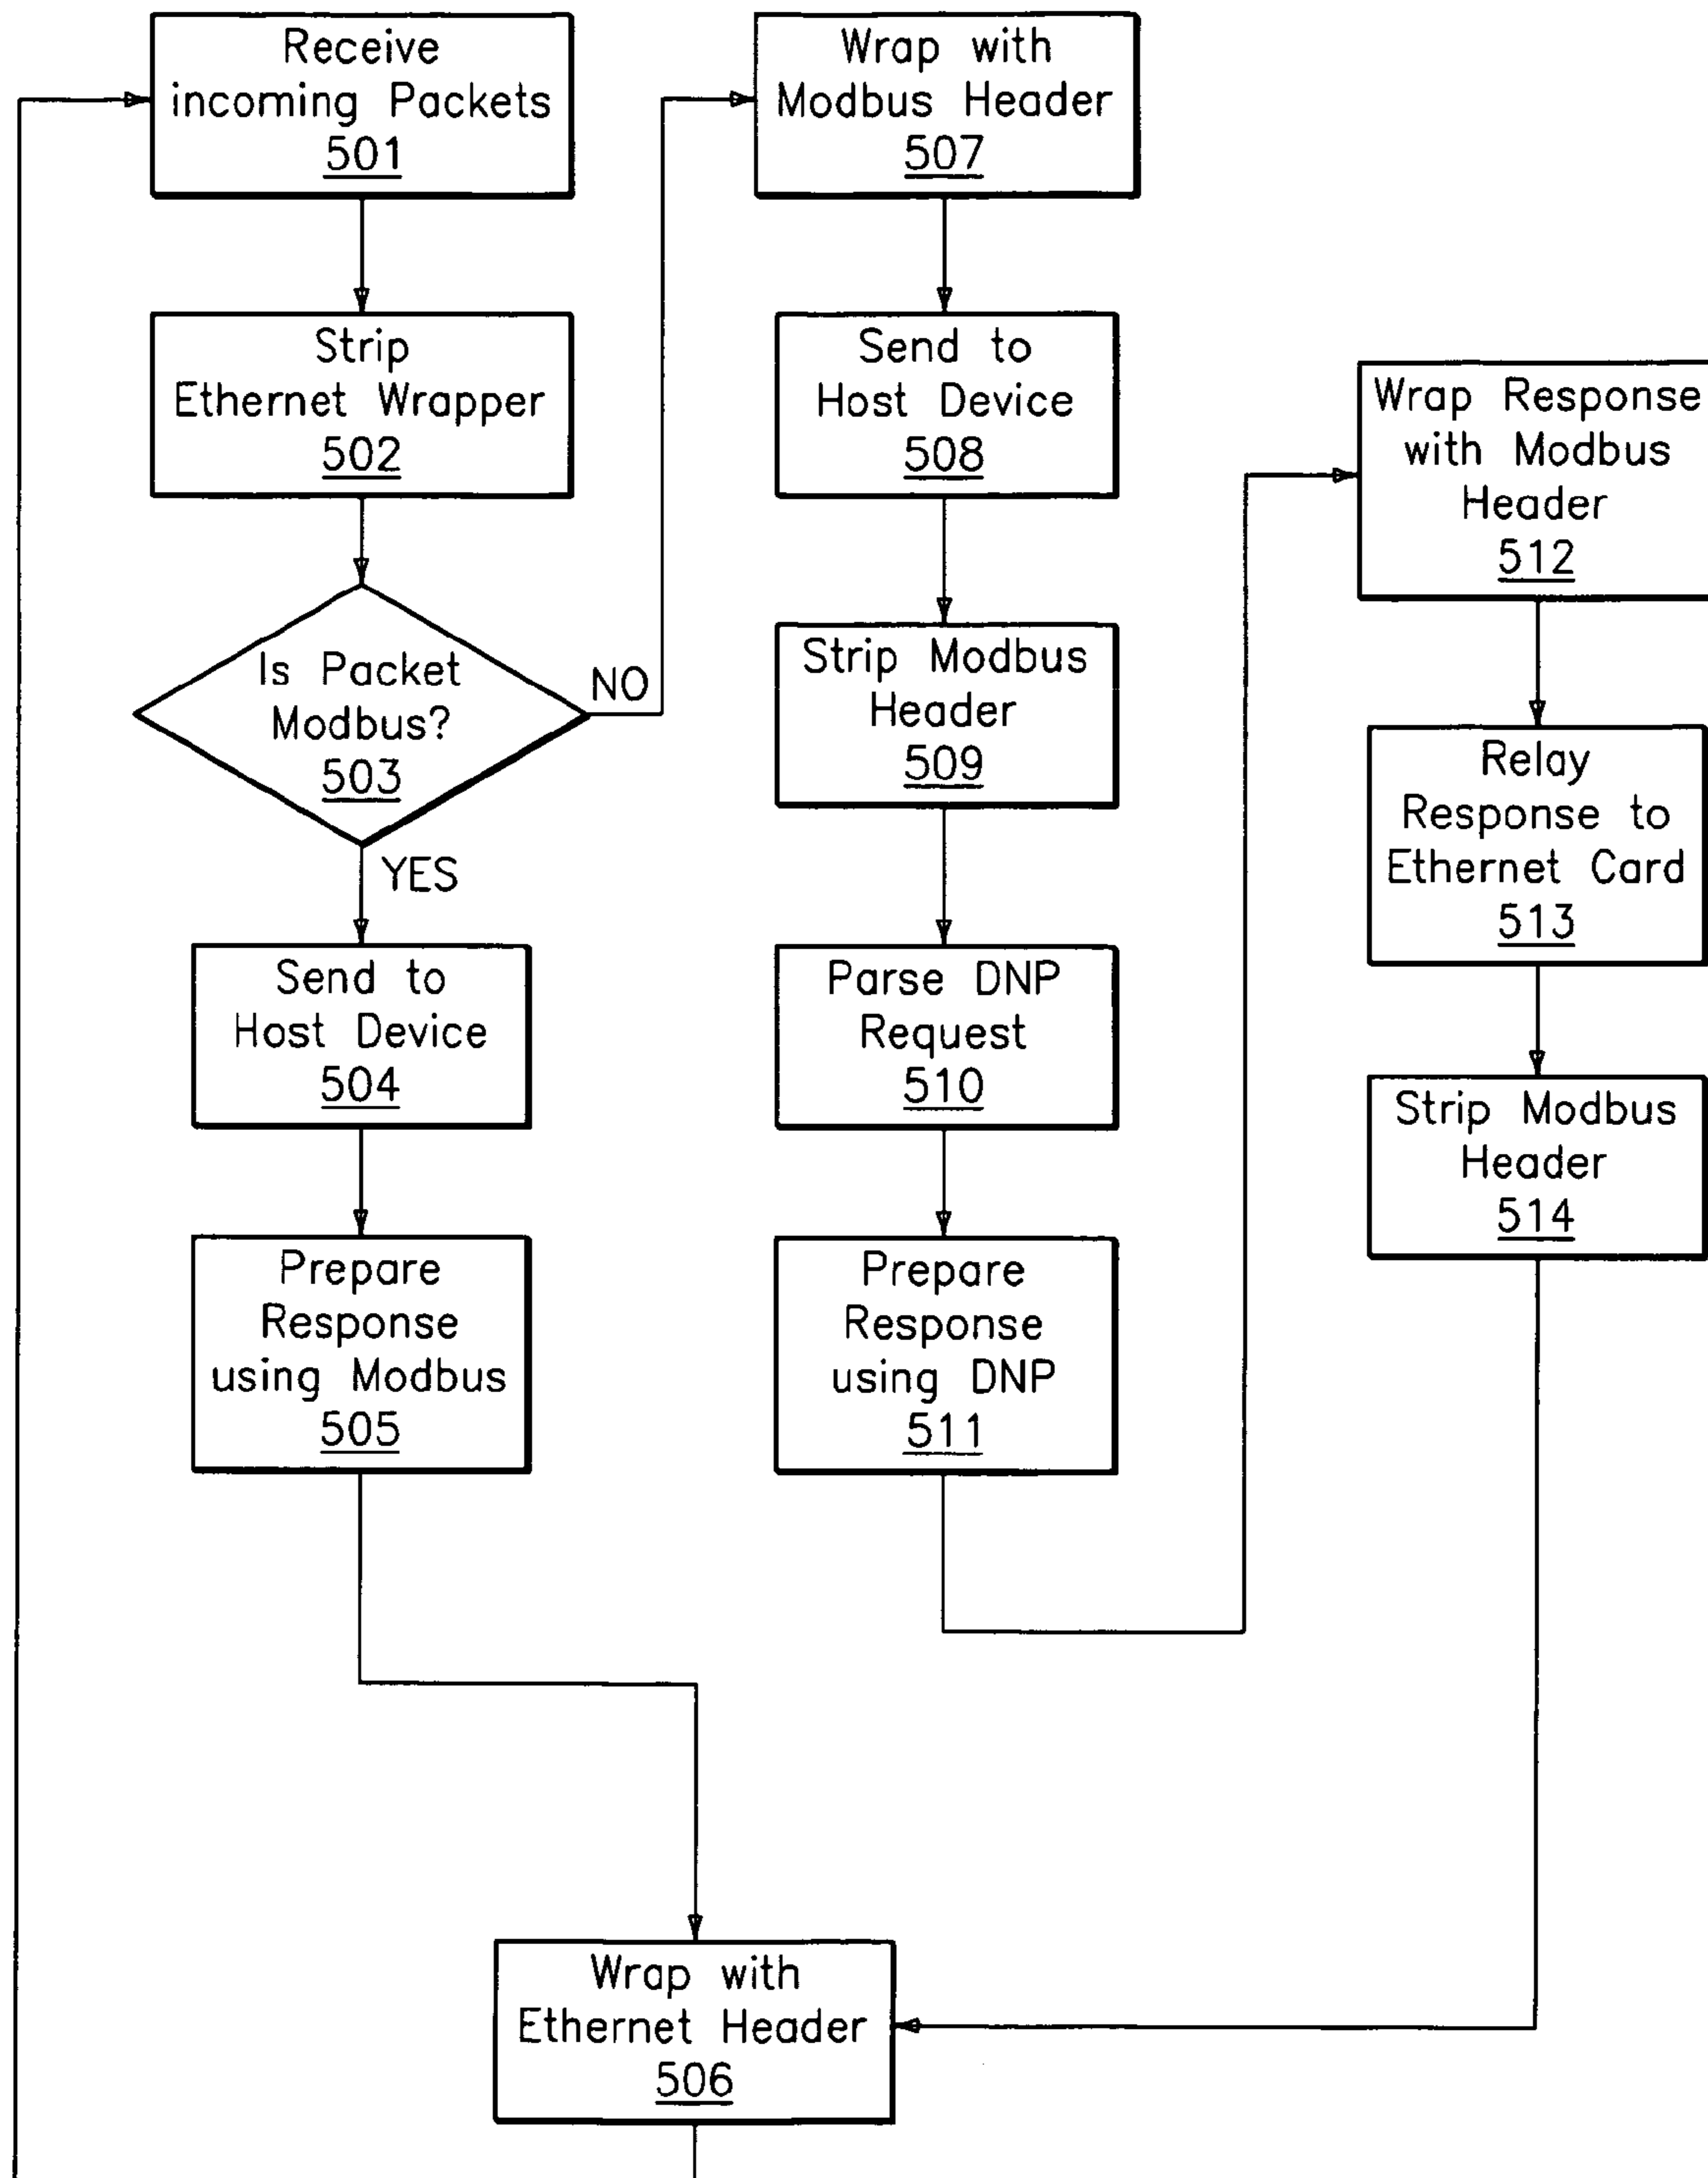 Receive
incoming Packets
501
Strip
Ethernet Wrapper
502
Is Packet
Modbus?
503
NO
YES
Send to
Host Device
504
Prepare
Response
using Modbus
505
Wrap with
Modbus Header
507
Send to
Host Device
508
Strip Modbus
Header
509
Parse DNP
Request
510
Prepare
Response
using DNP
511
Wrap Response
with Modbus
Header
512
Relay
Response to
Ethernet Card
513
Strip Modbus
Header
514
Wrap with
Ethernet Header
506